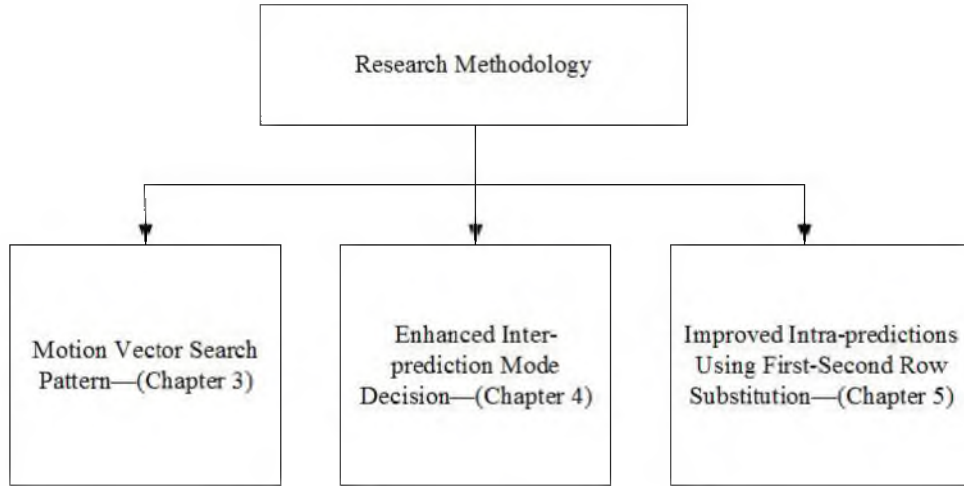 Research Methodology
Motion Vector Search
Pattern—(Chapter 3)
Enhanced Inter-
prediction Mode
Decision—(Chapter 4)
Improved Intra-predictions
Using First-Second Row
Substitution—(Chapter 5)